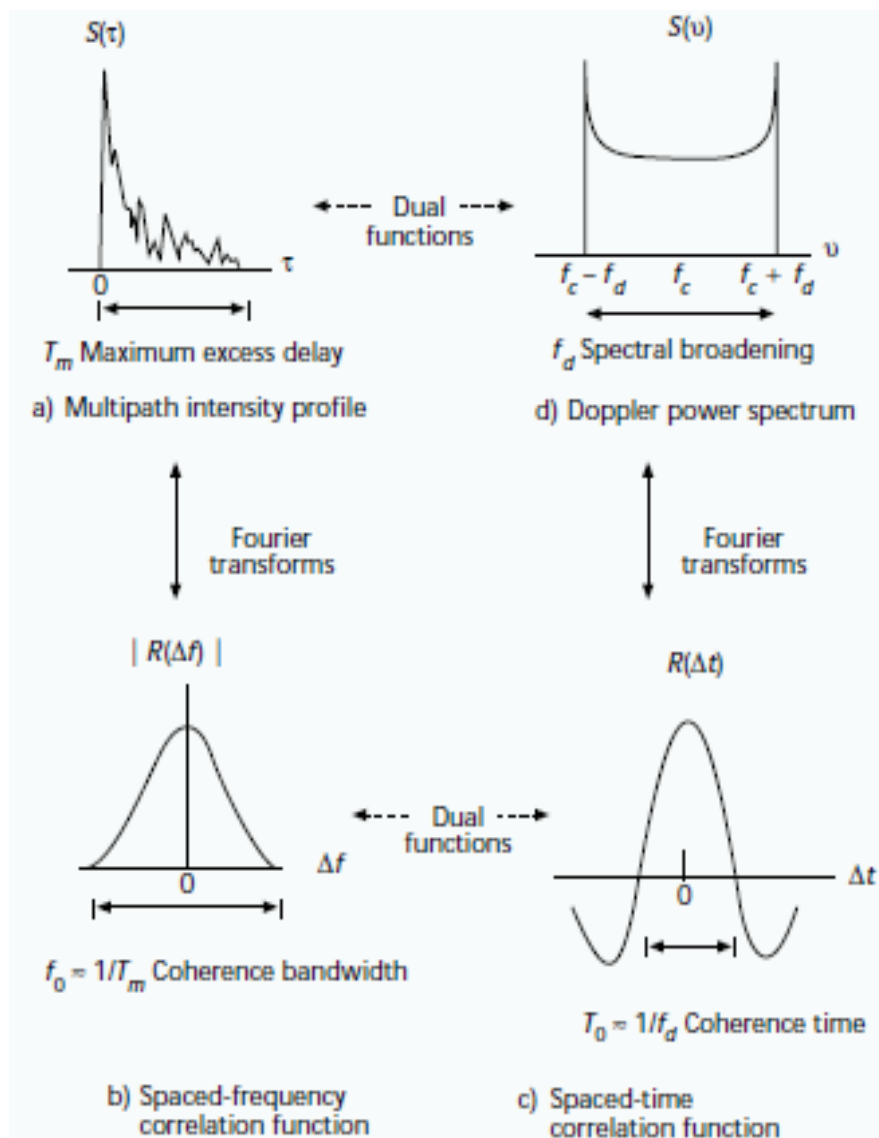 S(τ)
τ
0
T_m Maximum excess delay
a) Multipath intensity profile
Dual
functions
S(υ)
υ
f_c – f_d f_c f_c + f_d
f_d Spectral broadening
d) Doppler power spectrum
Fourier
transforms
Fourier
transforms
| R(Δf) |
Δf
0
f_0 ≈ 1/T_m Coherence bandwidth
b) Spaced-frequency
correlation function
Dual
functions
R(Δt)
Δt
0
T_0 ≈ 1/f_d Coherence time
c) Spaced-time
correlation function